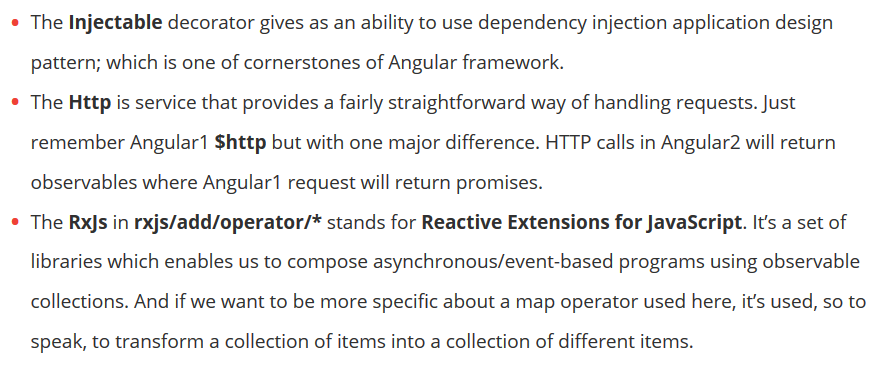 • The Injectable decorator gives as an ability to use dependency injection application design
pattern; which is one of cornerstones of Angular framework.
• The Http is service that provides a fairly straightforward way of handling requests. Just
remember Angular1 $http but with one major difference. HTTP calls in Angular2 will return
observables where Angular1 request will return promises.
• The RxJs in rxjs/add/operator/* stands for Reactive Extensions for JavaScript. It’s a set of
libraries which enables us to compose asynchronous/event-based programs using observable
collections. And if we want to be more specific about a map operator used here, it’s used, so to
speak, to transform a collection of items into a collection of different items.